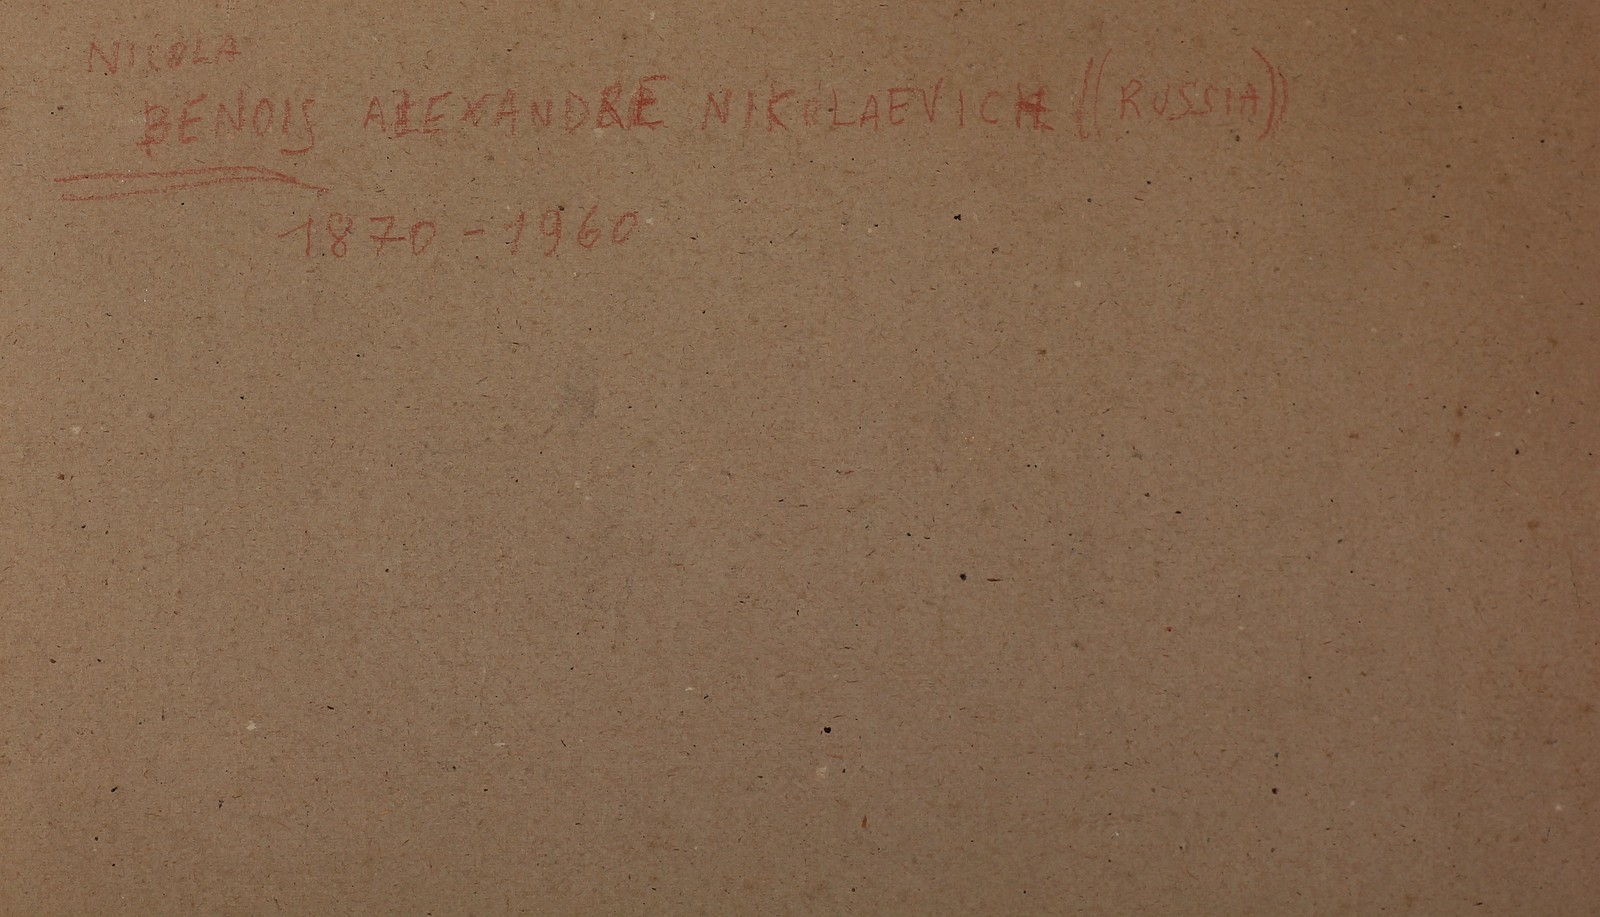 NICOLA
BENOIS ALEXANDRE NIKOLAEVICH ((RUSSIA))
1870-1960